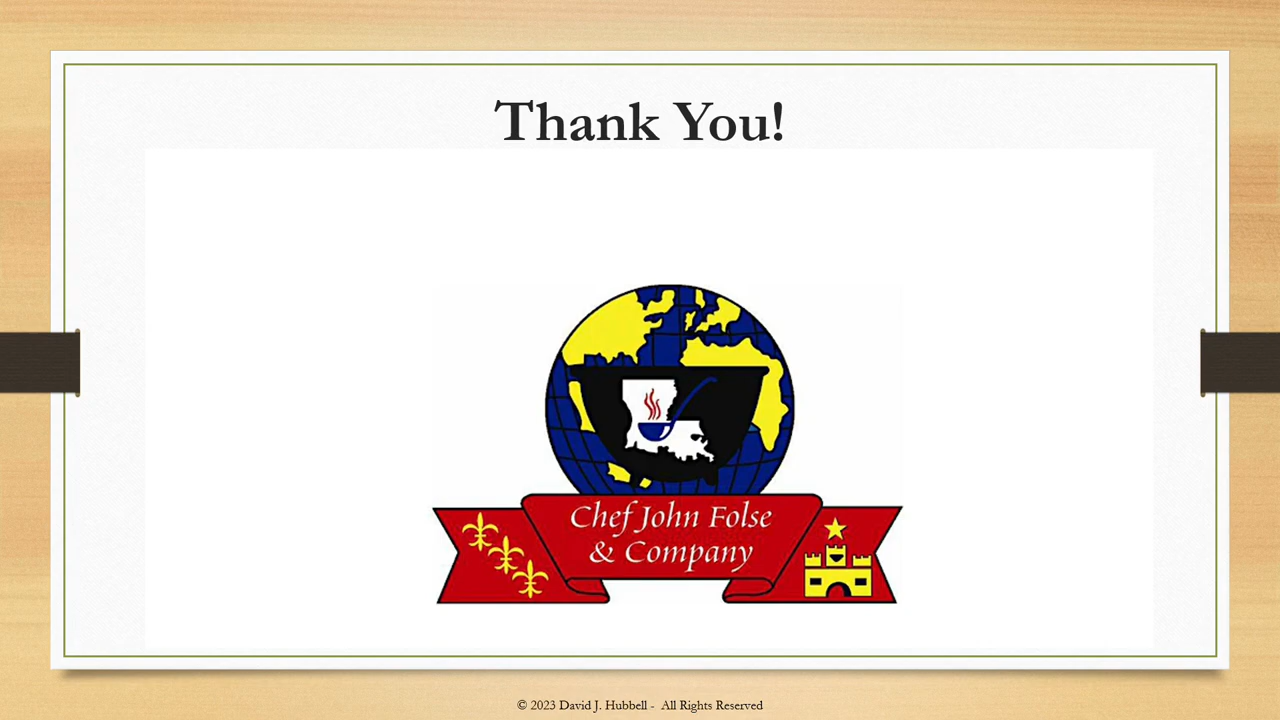 Thank You!
Chef John Folse
& Company
© 2023 David J. Hubbell - All Rights Reserved